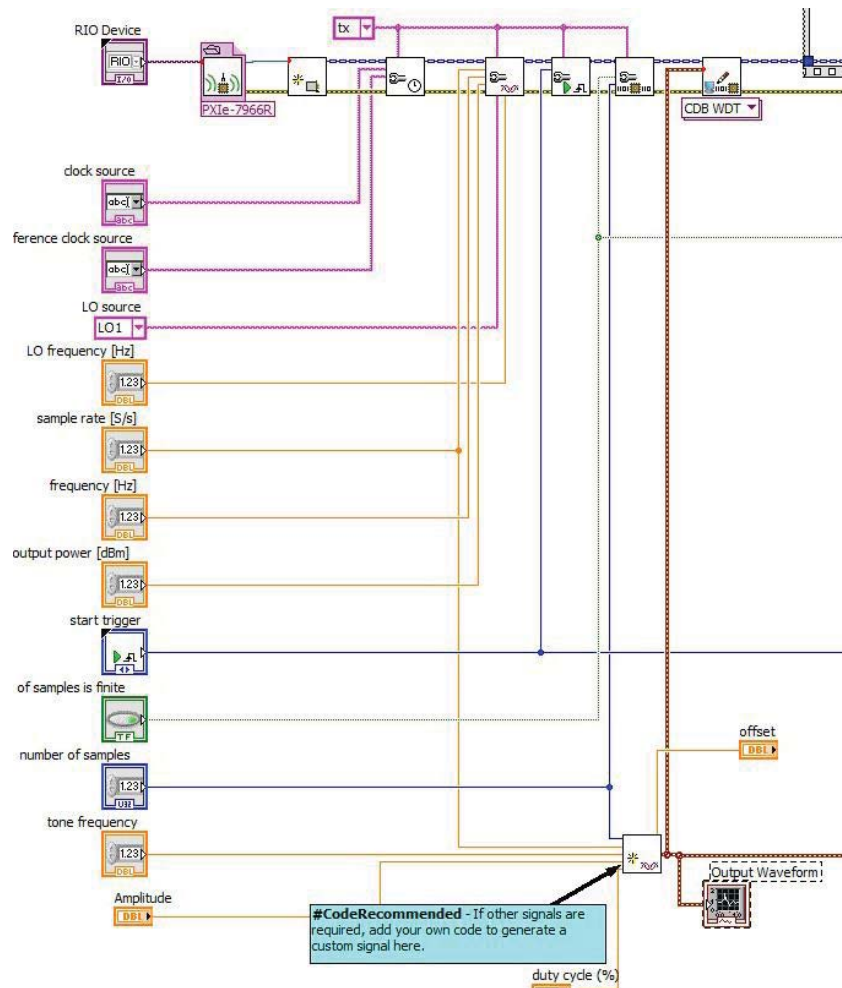 RIO Device
RIO
I/O
tx
PXIe-7966R
CDB WDT
clock source
abc
abc
ference clock source
abc
abc
LO source
LO1
LO frequency [Hz]
1.23
DBL
sample rate [S/s]
1.23
DBL
frequency [Hz]
1.23
DBL
output power [dBm]
1.23
DBL
start trigger
of samples is finite
TF
number of samples
1.23
U32
tone frequency
1.23
DBL
offset
DBL
Output Waveform
Amplitude
DBL
#CodeRecommended - If other signals are
required, add your own code to generate a
custom signal here.
duty cycle (%)